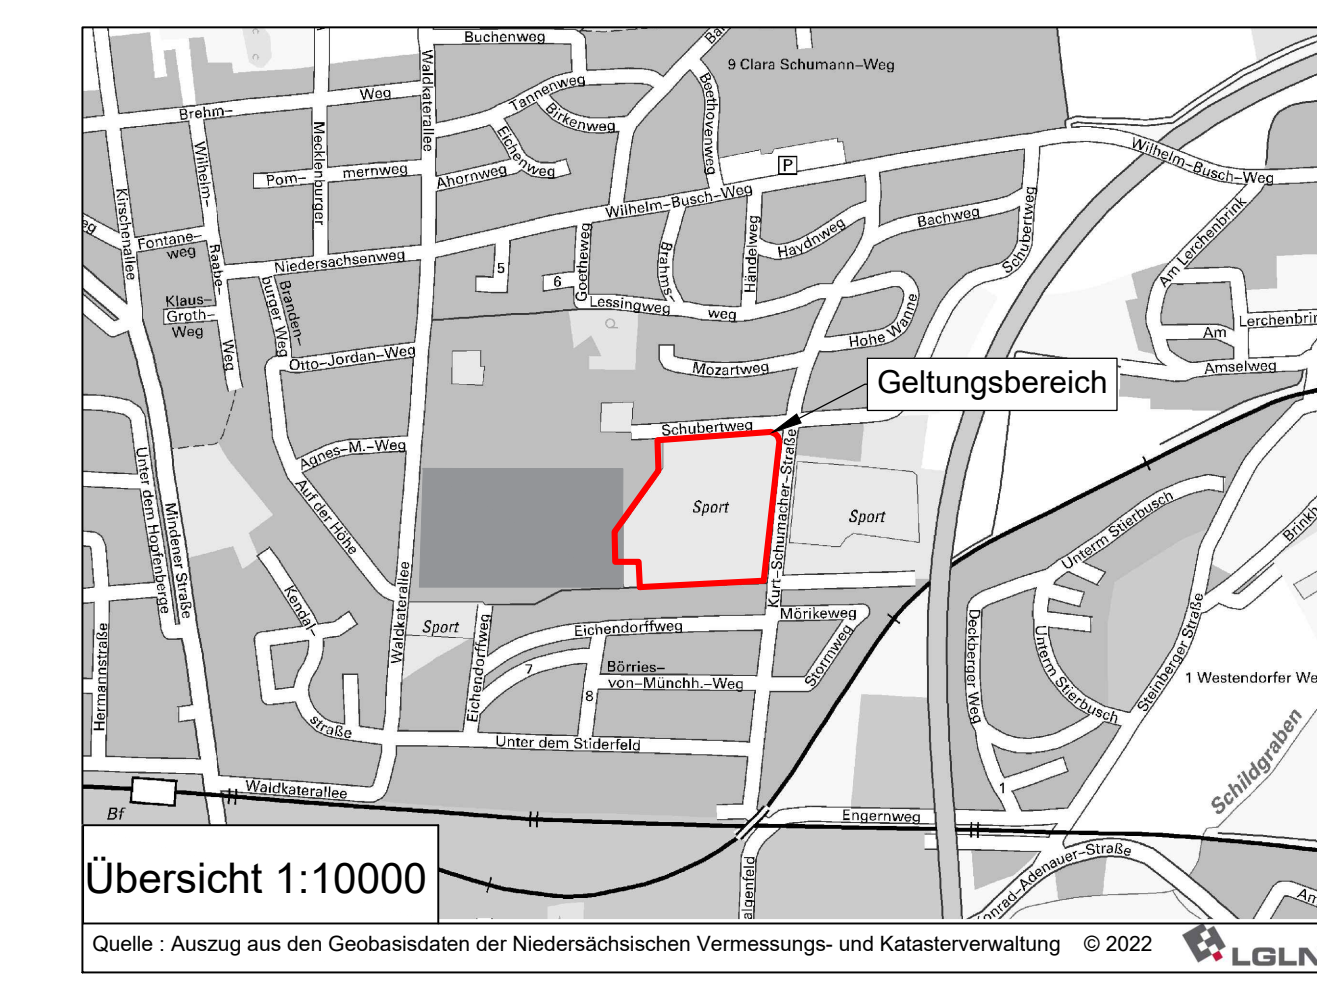 Buchenweg
9 Clara Schumann–Weg
Waldkaterallee
Brehm–
Weg
Tannenweg
Birkenweg
Beethovenweg
Eichenweg
Mecklenburger
Wilhelm–
Pom–
mernweg
Ahornweg
P
Wilhelm–Busch–Weg
Wilhelm–Busch–Weg
Kirschenallee
Fontane–
weg
Raabe–
Niedersachsenweg
5
6
Goetheweg
Brahms–
Händelweg
Haydnweg
Bachweg
Schubertweg
Am Lerchenbrink
Klaus–
Groth–
Weg
Branden–
burger Weg
Weg
Lessingweg
weg
Hohe Wanne
Am
Otto–Jordan–Weg
Mozartweg
Amselweg
Geltungsbereich
Schubertweg
Agnes–M.–Weg
Auf der Höhe
Unter dem Hopfenberge
Mindener Straße
Sport
Sport
Kurt–Schumacher–Straße
Unterm Stierbusch
Waldkaterallee
Kendal–
straße
Hermannstraße
Sport
Eichendorffweg
Eichendorffweg
Mörikeweg
Stormweg
7
8
Börries–
von–Münchh.–Weg
Deckberger Weg
Unterm Stierbusch
Steinberger Straße
1 Westendorfer We
Unter dem Stiderfeld
Schildgraben
1
Waldkaterallee
Bf
Engernweg
onrad–Adenauer–Straße
algenfeld
Übersicht 1:10000
Quelle : Auszug aus den Geobasisdaten der Niedersächsischen Vermessungs- und Katasterverwaltung © 2022
LGLN